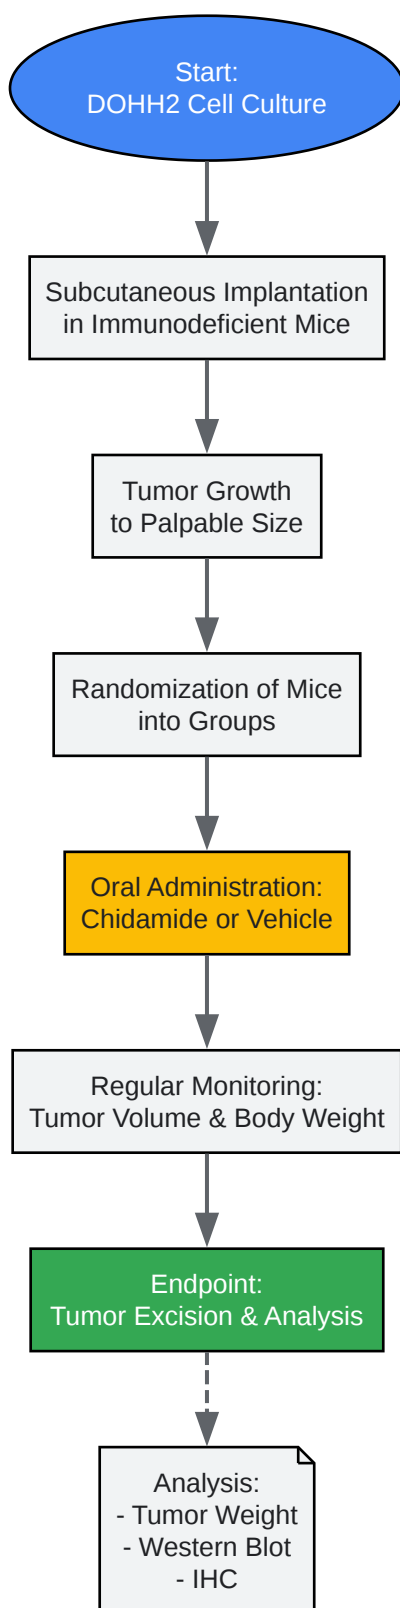 Start:
DOHH2 Cell Culture
Subcutaneous Implantation
in Immunodeficient Mice
Tumor Growth
to Palpable Size
Randomization of Mice
into Groups
Oral Administration:
Chidamide or Vehicle
Regular Monitoring:
Tumor Volume & Body Weight
Endpoint:
Tumor Excision & Analysis
Analysis:
- Tumor Weight
- Western Blot
- IHC